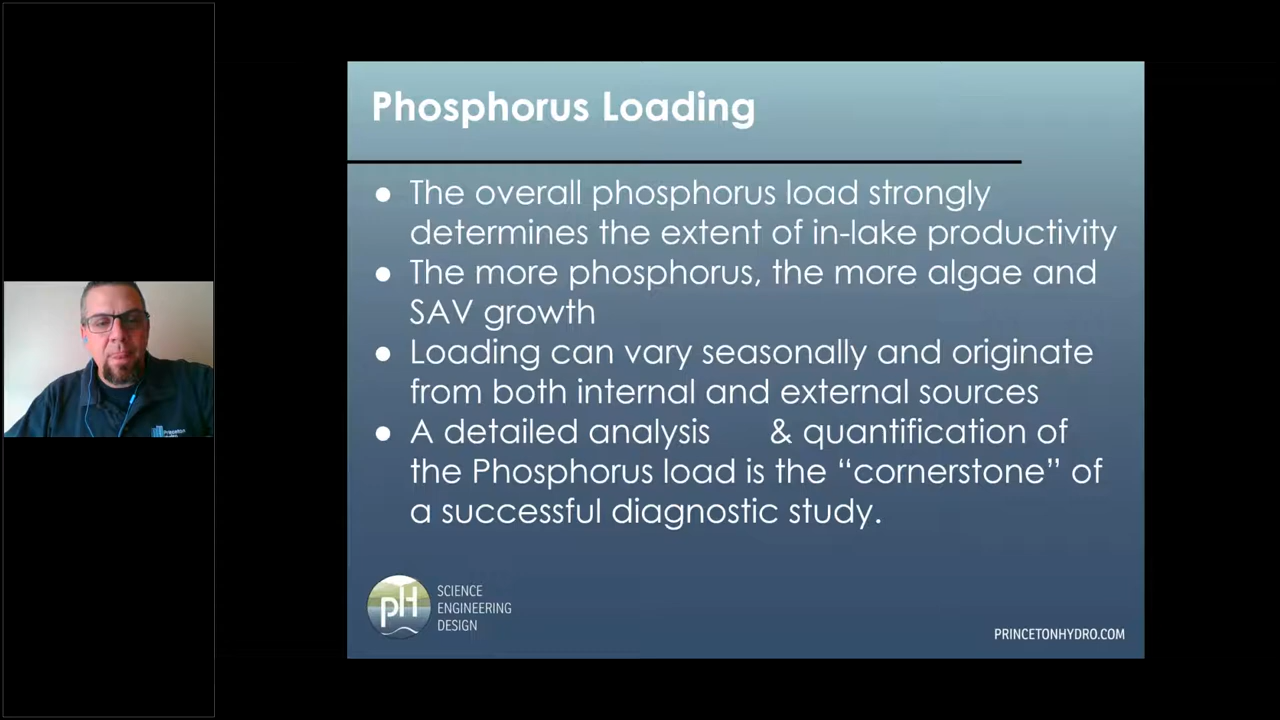 Phosphorus Loading
● The overall phosphorus load strongly
determines the extent of in-lake productivity
● The more phosphorus, the more algae and
SAV growth
● Loading can vary seasonally and originate
from both internal and external sources
● A detailed analysis & quantification of
the Phosphorus load is the “cornerstone” of
a successful diagnostic study.
pH
SCIENCE
ENGINEERING
DESIGN
PRINCETONHYDRO.COM
Princeton